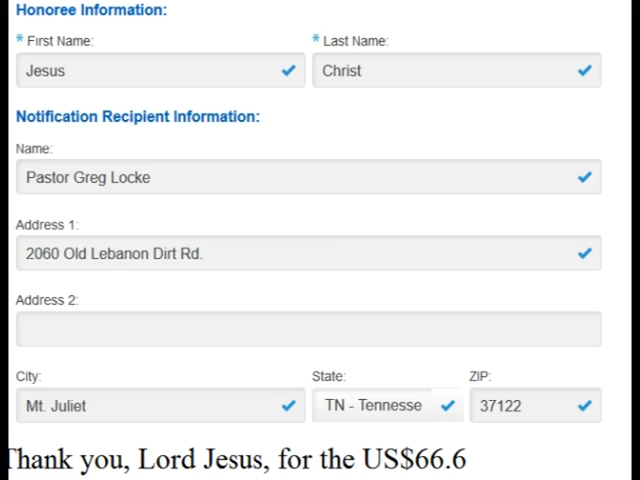 Honoree Information:
* First Name: * Last Name:
Jesus Christ
Notification Recipient Information:
Name:
Pastor Greg Locke
Address 1:
2060 Old Lebanon Dirt Rd.
Address 2:
City: State: ZIP:
Mt. Juliet TN - Tennesse 37122
Thank you, Lord Jesus, for the US$66.6